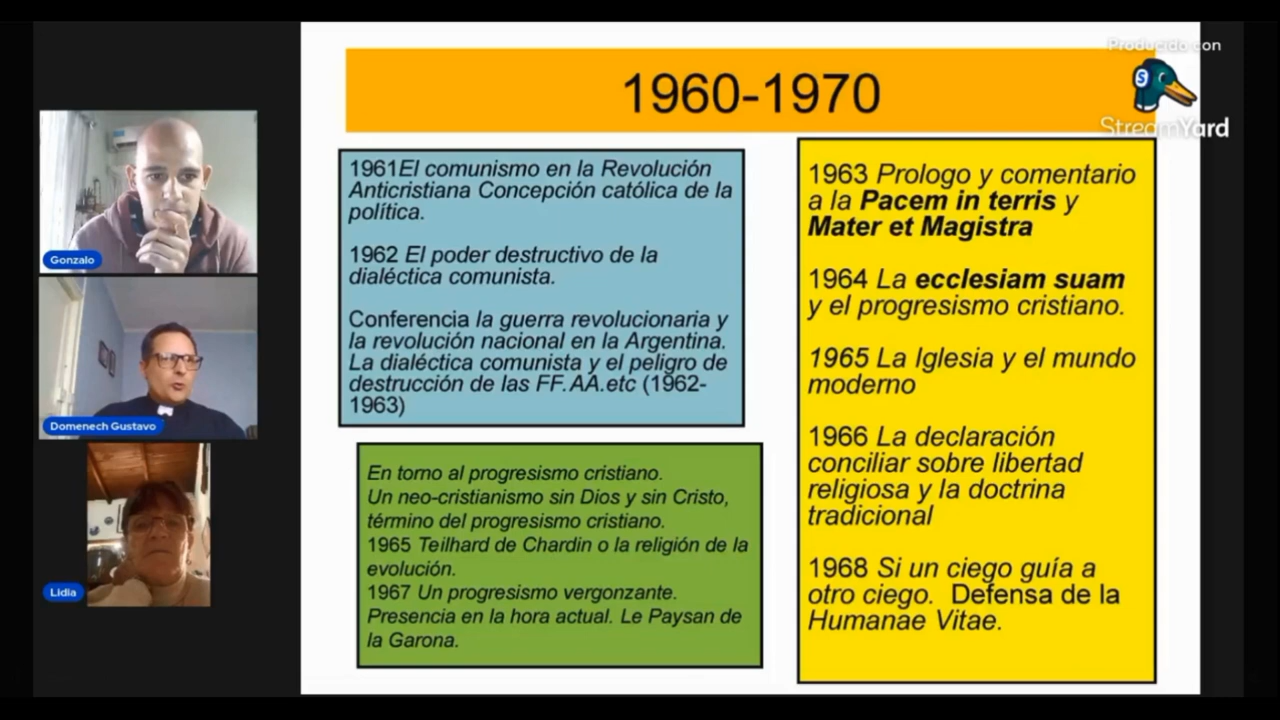 Producido con
StreamYard
1960-1970
1961El comunismo en la Revolución
Anticristiana Concepción católica de la
política.
1962 El poder destructivo de la
dialéctica comunista.
Conferencia la guerra revolucionaria y
la revolución nacional en la Argentina.
La dialéctica comunista y el peligro de
destrucción de las FF.AA.etc (1962-
1963)
En torno al progresismo cristiano.
Un neo-cristianismo sin Dios y sin Cristo,
término del progresismo cristiano.
1965 Teilhard de Chardin o la religión de la
evolución.
1967 Un progresismo vergonzante.
Presencia en la hora actual. Le Paysan de
la Garona.
1963 Prologo y comentario
a la Pacem in terris y
Mater et Magistra
1964 La ecclesiam suam
y el progresismo cristiano.
1965 La Iglesia y el mundo
moderno
1966 La declaración
conciliar sobre libertad
religiosa y la doctrina
tradicional
1968 Si un ciego guía a
otro ciego. Defensa de la
Humanae Vitae.
Gonzalo
Domenech Gustavo
Lidia